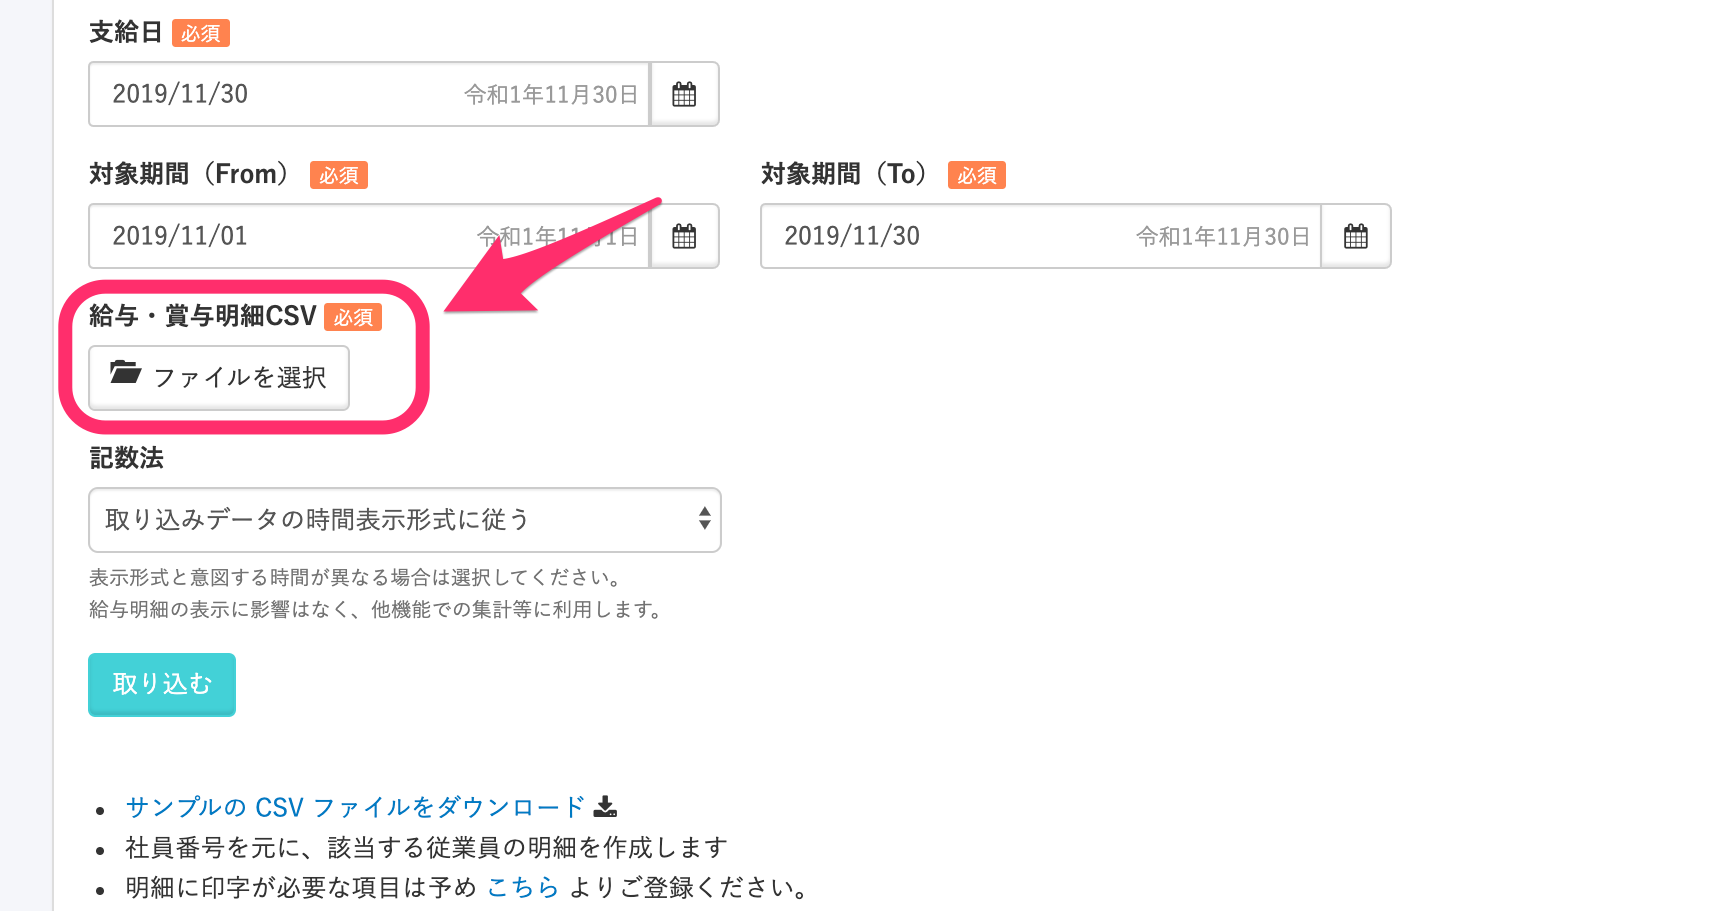 支給日 必須
2019/11/30 令和1年11月30日
対象期間（From） 必須 対象期間（To） 必須
2019/11/01 令和1年11月1日 2019/11/30 令和1年11月30日
給与・賞与明細CSV 必須
ファイルを選択
記数法
取り込みデータの時間表示形式に従う
表示形式と意図する時間が異なる場合は選択してください。
給与明細の表示に影響はなく、他機能での集計等に利用します。
取り込む
• サンプルの CSV ファイルをダウンロード
• 社員番号を元に、該当する従業員の明細を作成します
• 明細に印字が必要な項目は予め こちら よりご登録ください。